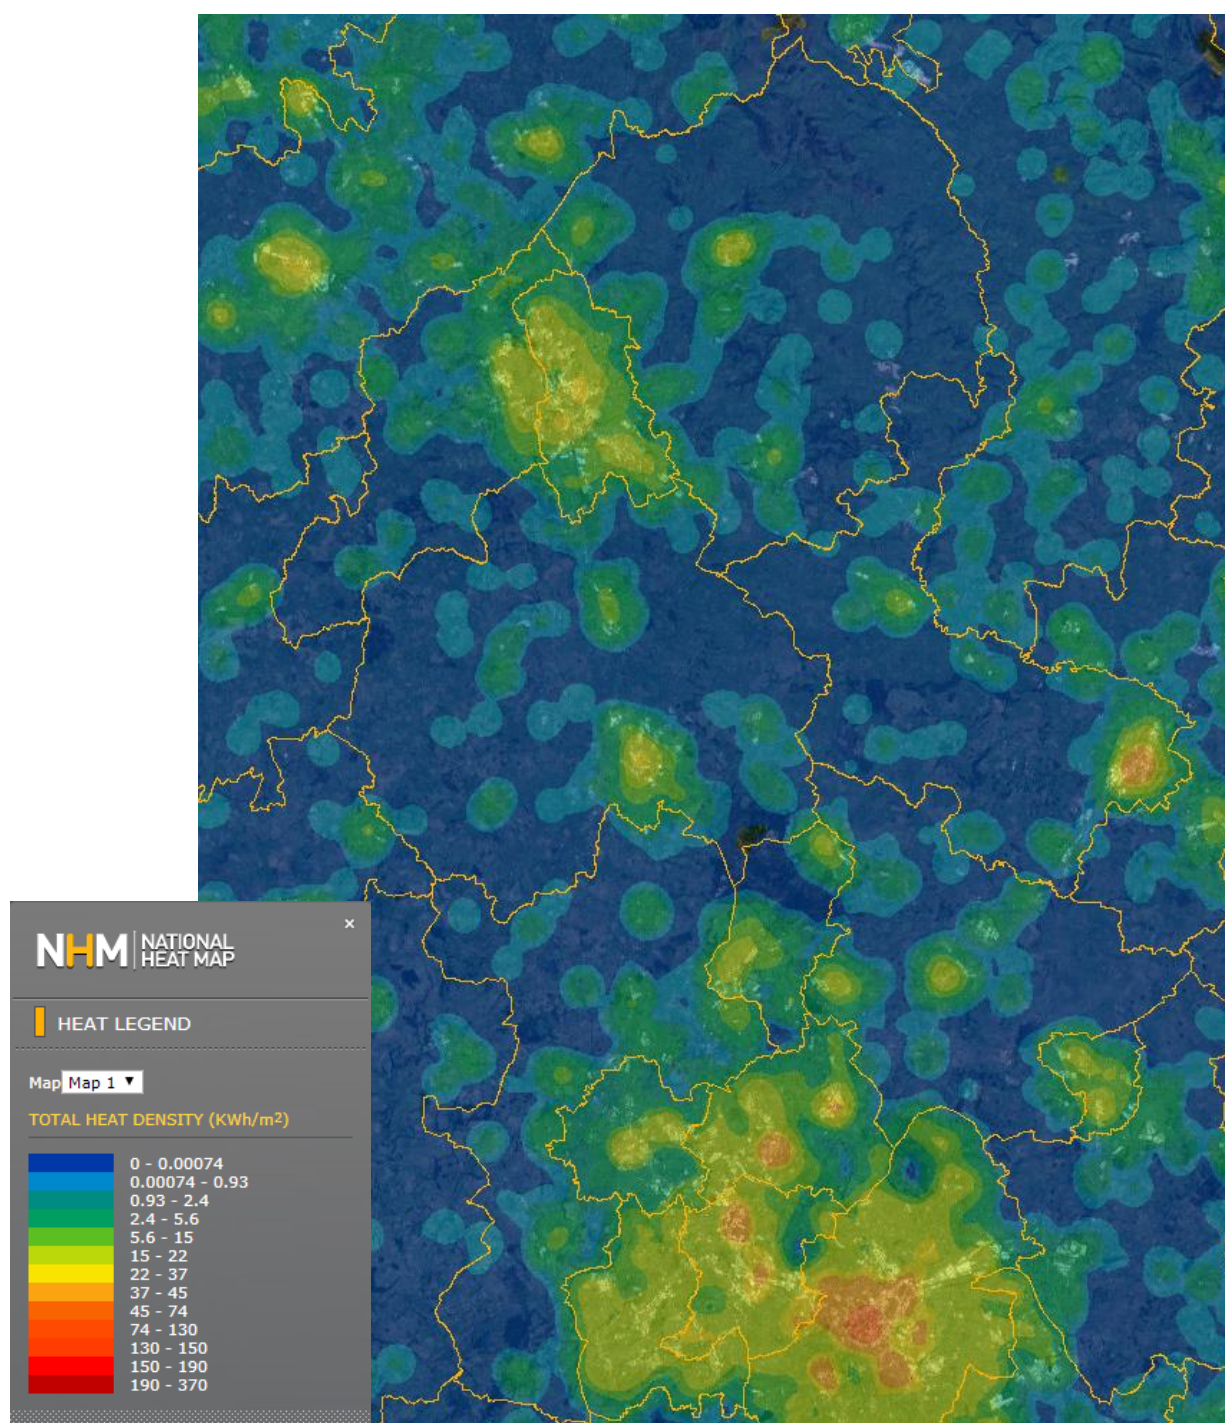 ×
NHM NATIONAL
HEAT MAP
HEAT LEGEND
Map Map 1 ▼
TOTAL HEAT DENSITY (KWh/m2)
0 - 0.00074
0.00074 - 0.93
0.93 - 2.4
2.4 - 5.6
5.6 - 15
15 - 22
22 - 37
37 - 45
45 - 74
74 - 130
130 - 150
150 - 190
190 - 370